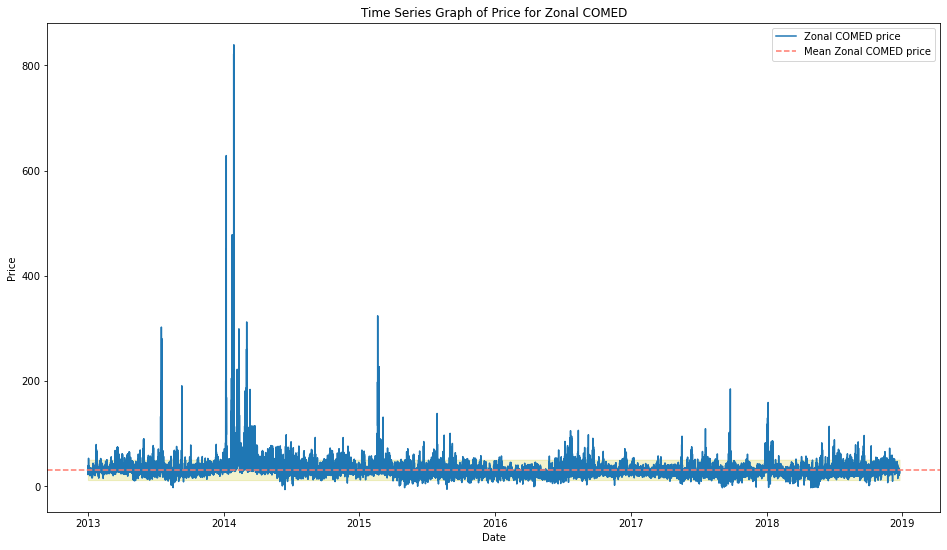 Time Series Graph of Price for Zonal COMED
Zonal COMED price
Mean Zonal COMED price
Price
800
600
400
200
0
2013 2014 2015 2016 2017 2018 2019
Date